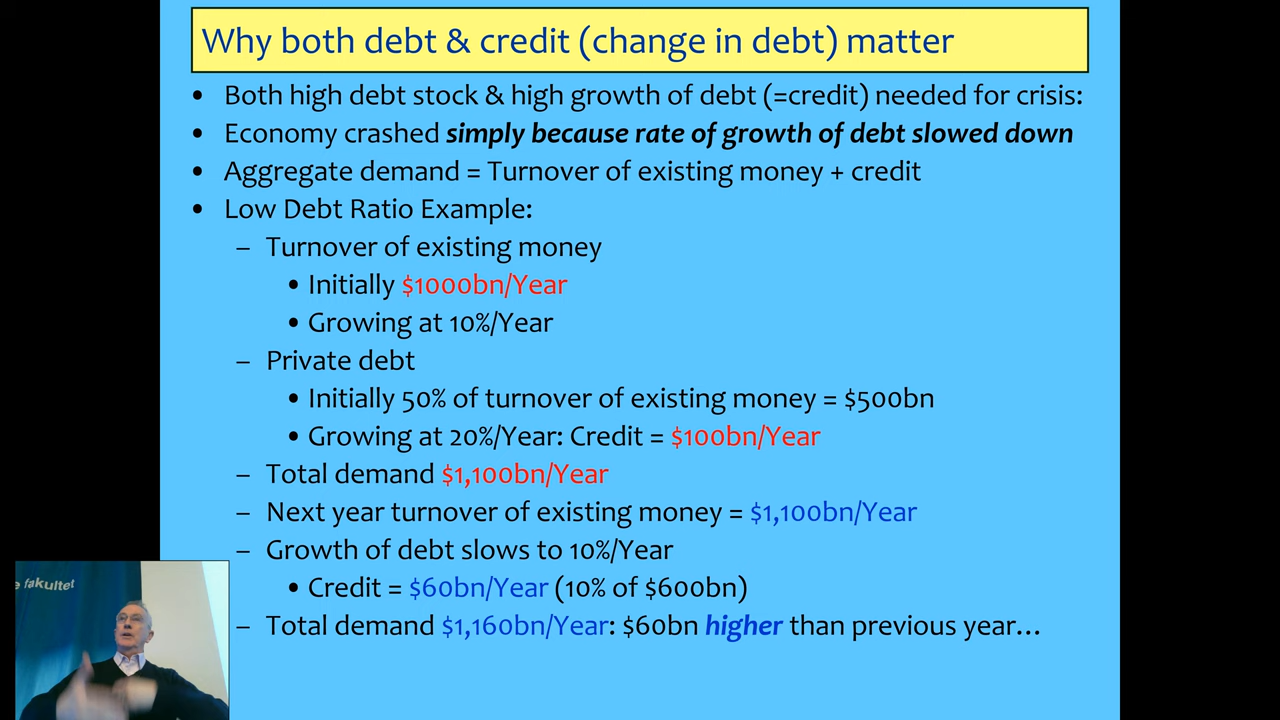 Why both debt & credit (change in debt) matter
• Both high debt stock & high growth of debt (=credit) needed for crisis:
• Economy crashed simply because rate of growth of debt slowed down
• Aggregate demand = Turnover of existing money + credit
• Low Debt Ratio Example:
– Turnover of existing money
• Initially $1000bn/Year
• Growing at 10%/Year
– Private debt
• Initially 50% of turnover of existing money = $500bn
• Growing at 20%/Year: Credit = $100bn/Year
– Total demand $1,100bn/Year
– Next year turnover of existing money = $1,100bn/Year
– Growth of debt slows to 10%/Year
• Credit = $60bn/Year (10% of $600bn)
– Total demand $1,160bn/Year: $60bn higher than previous year…
e fakultet